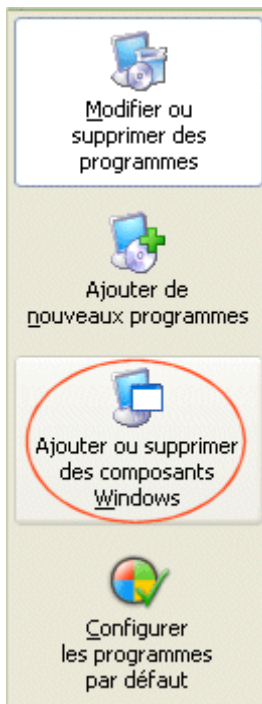 Modifier ou
supprimer des
programmes
Ajouter de
nouveaux programmes
Ajouter ou supprimer
des composants
Windows
Configurer
les programmes
par défaut